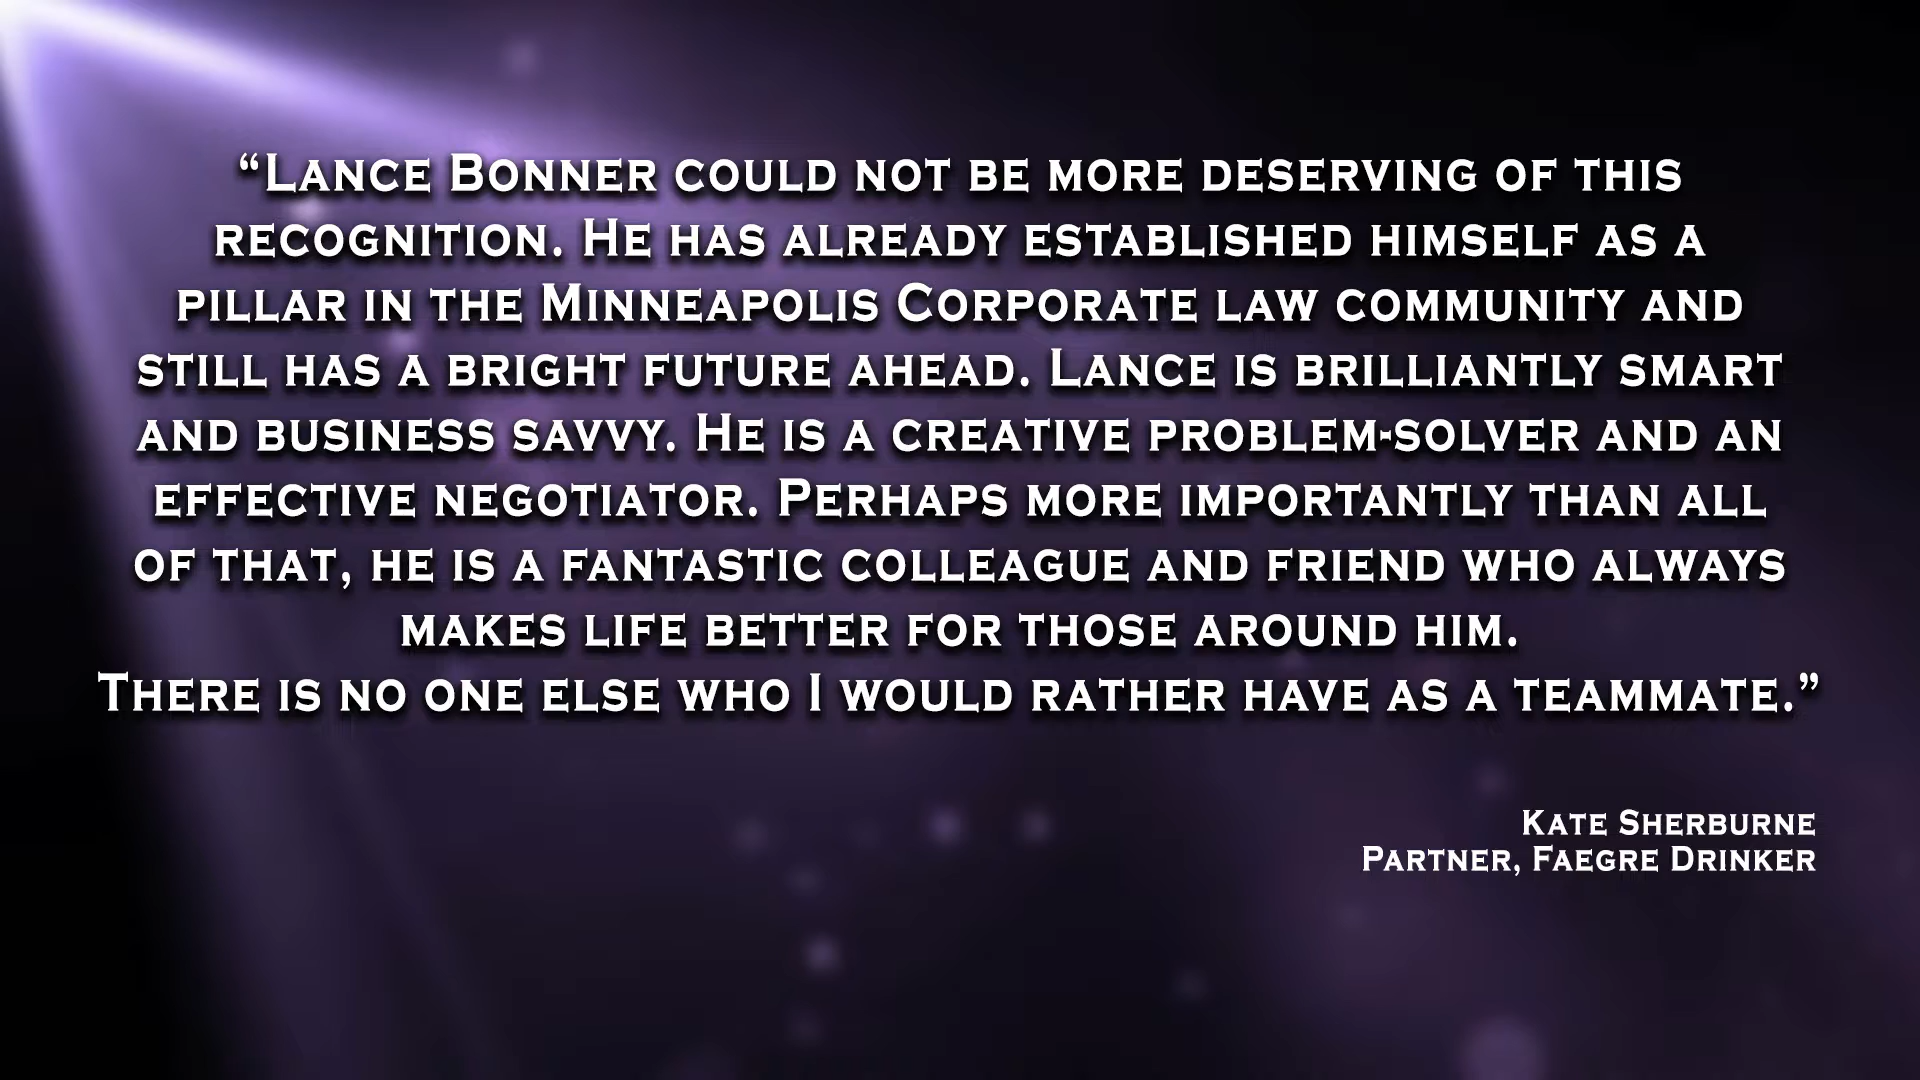 “Lance Bonner could not be more deserving of this
recognition. He has already established himself as a
pillar in the Minneapolis Corporate law community and
still has a bright future ahead. Lance is brilliantly smart
and business savvy. He is a creative problem-solver and an
effective negotiator. Perhaps more importantly than all
of that, he is a fantastic colleague and friend who always
makes life better for those around him.
There is no one else who I would rather have as a teammate.”
Kate Sherburne
Partner, Faegre Drinker